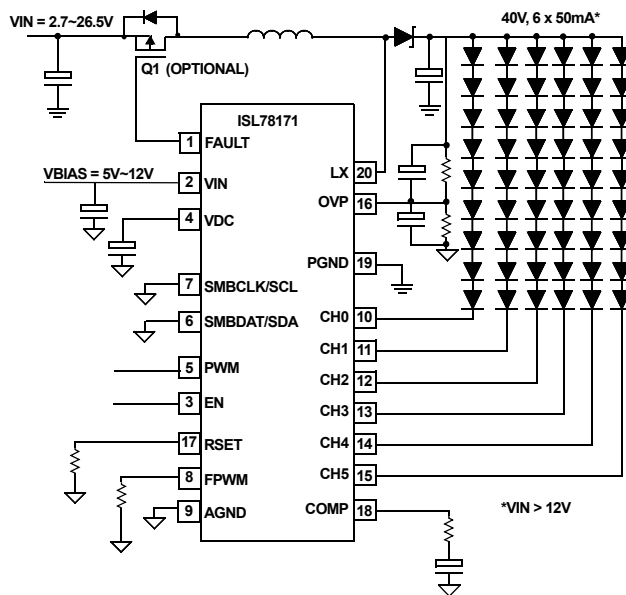 VIN = 2.7~26.5V
40V, 6 x 50mA*
Q1 (OPTIONAL)
ISL78171
1 FAULT
LX 20
VBIAS = 5V~12V
2 VIN
OVP 16
4 VDC
PGND 19
7 SMBCLK/SCL
CH0 10
6 SMBDAT/SDA
CH1 11
5 PWM
CH2 12
3 EN
CH3 13
17 RSET
CH4 14
8 FPWM
CH5 15
9 AGND
COMP 18
*VIN > 12V